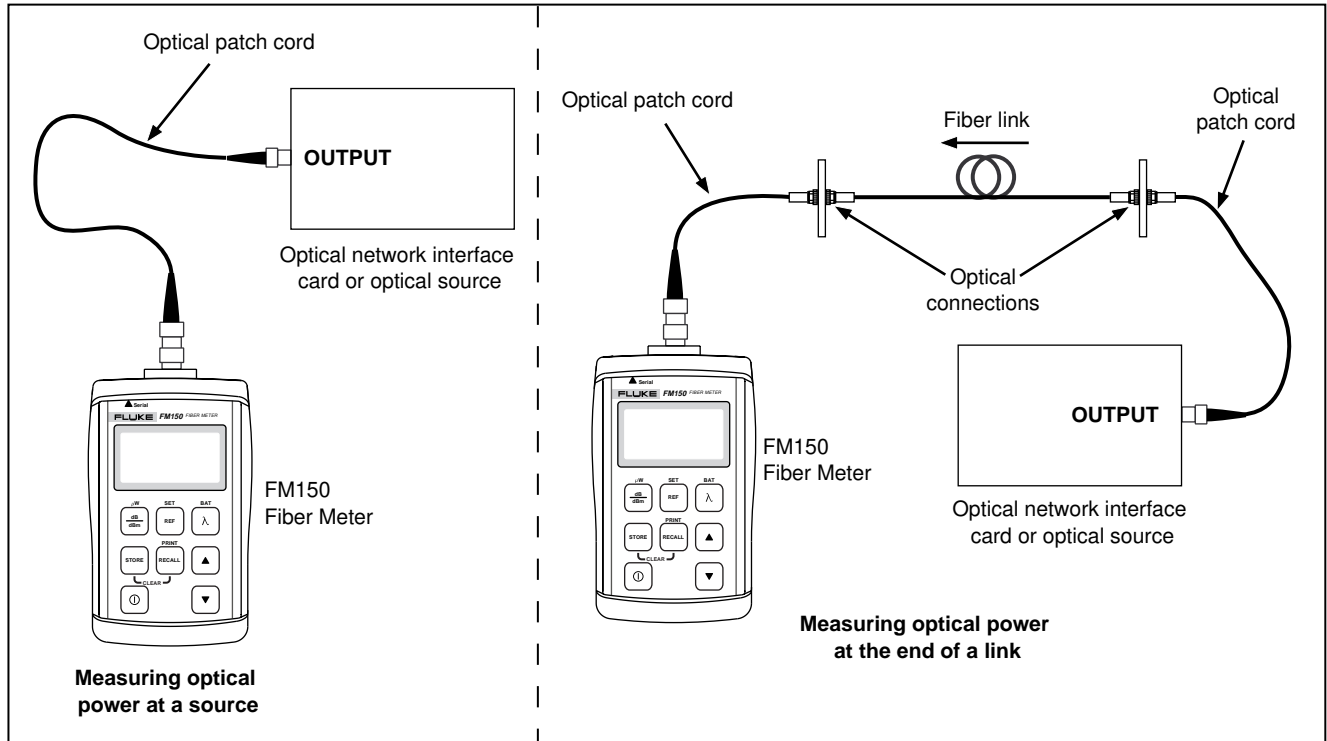 Optical patch cord
OUTPUT
Optical network interface
card or optical source
Serial
FLUKE FM150 FIBER METER
μW SET BAT
dB
dBm
REF
λ
PRINT
STORE
RECALL
▲
CLEAR
▼
FM150
Fiber Meter
Measuring optical
power at a source
Optical patch cord
Fiber link
Optical
patch cord
Optical
connections
OUTPUT
Optical network interface
card or optical source
Serial
FLUKE FM150 FIBER METER
μW SET BAT
dB
dBm
REF
λ
PRINT
STORE
RECALL
▲
CLEAR
▼
FM150
Fiber Meter
Measuring optical power
at the end of a link